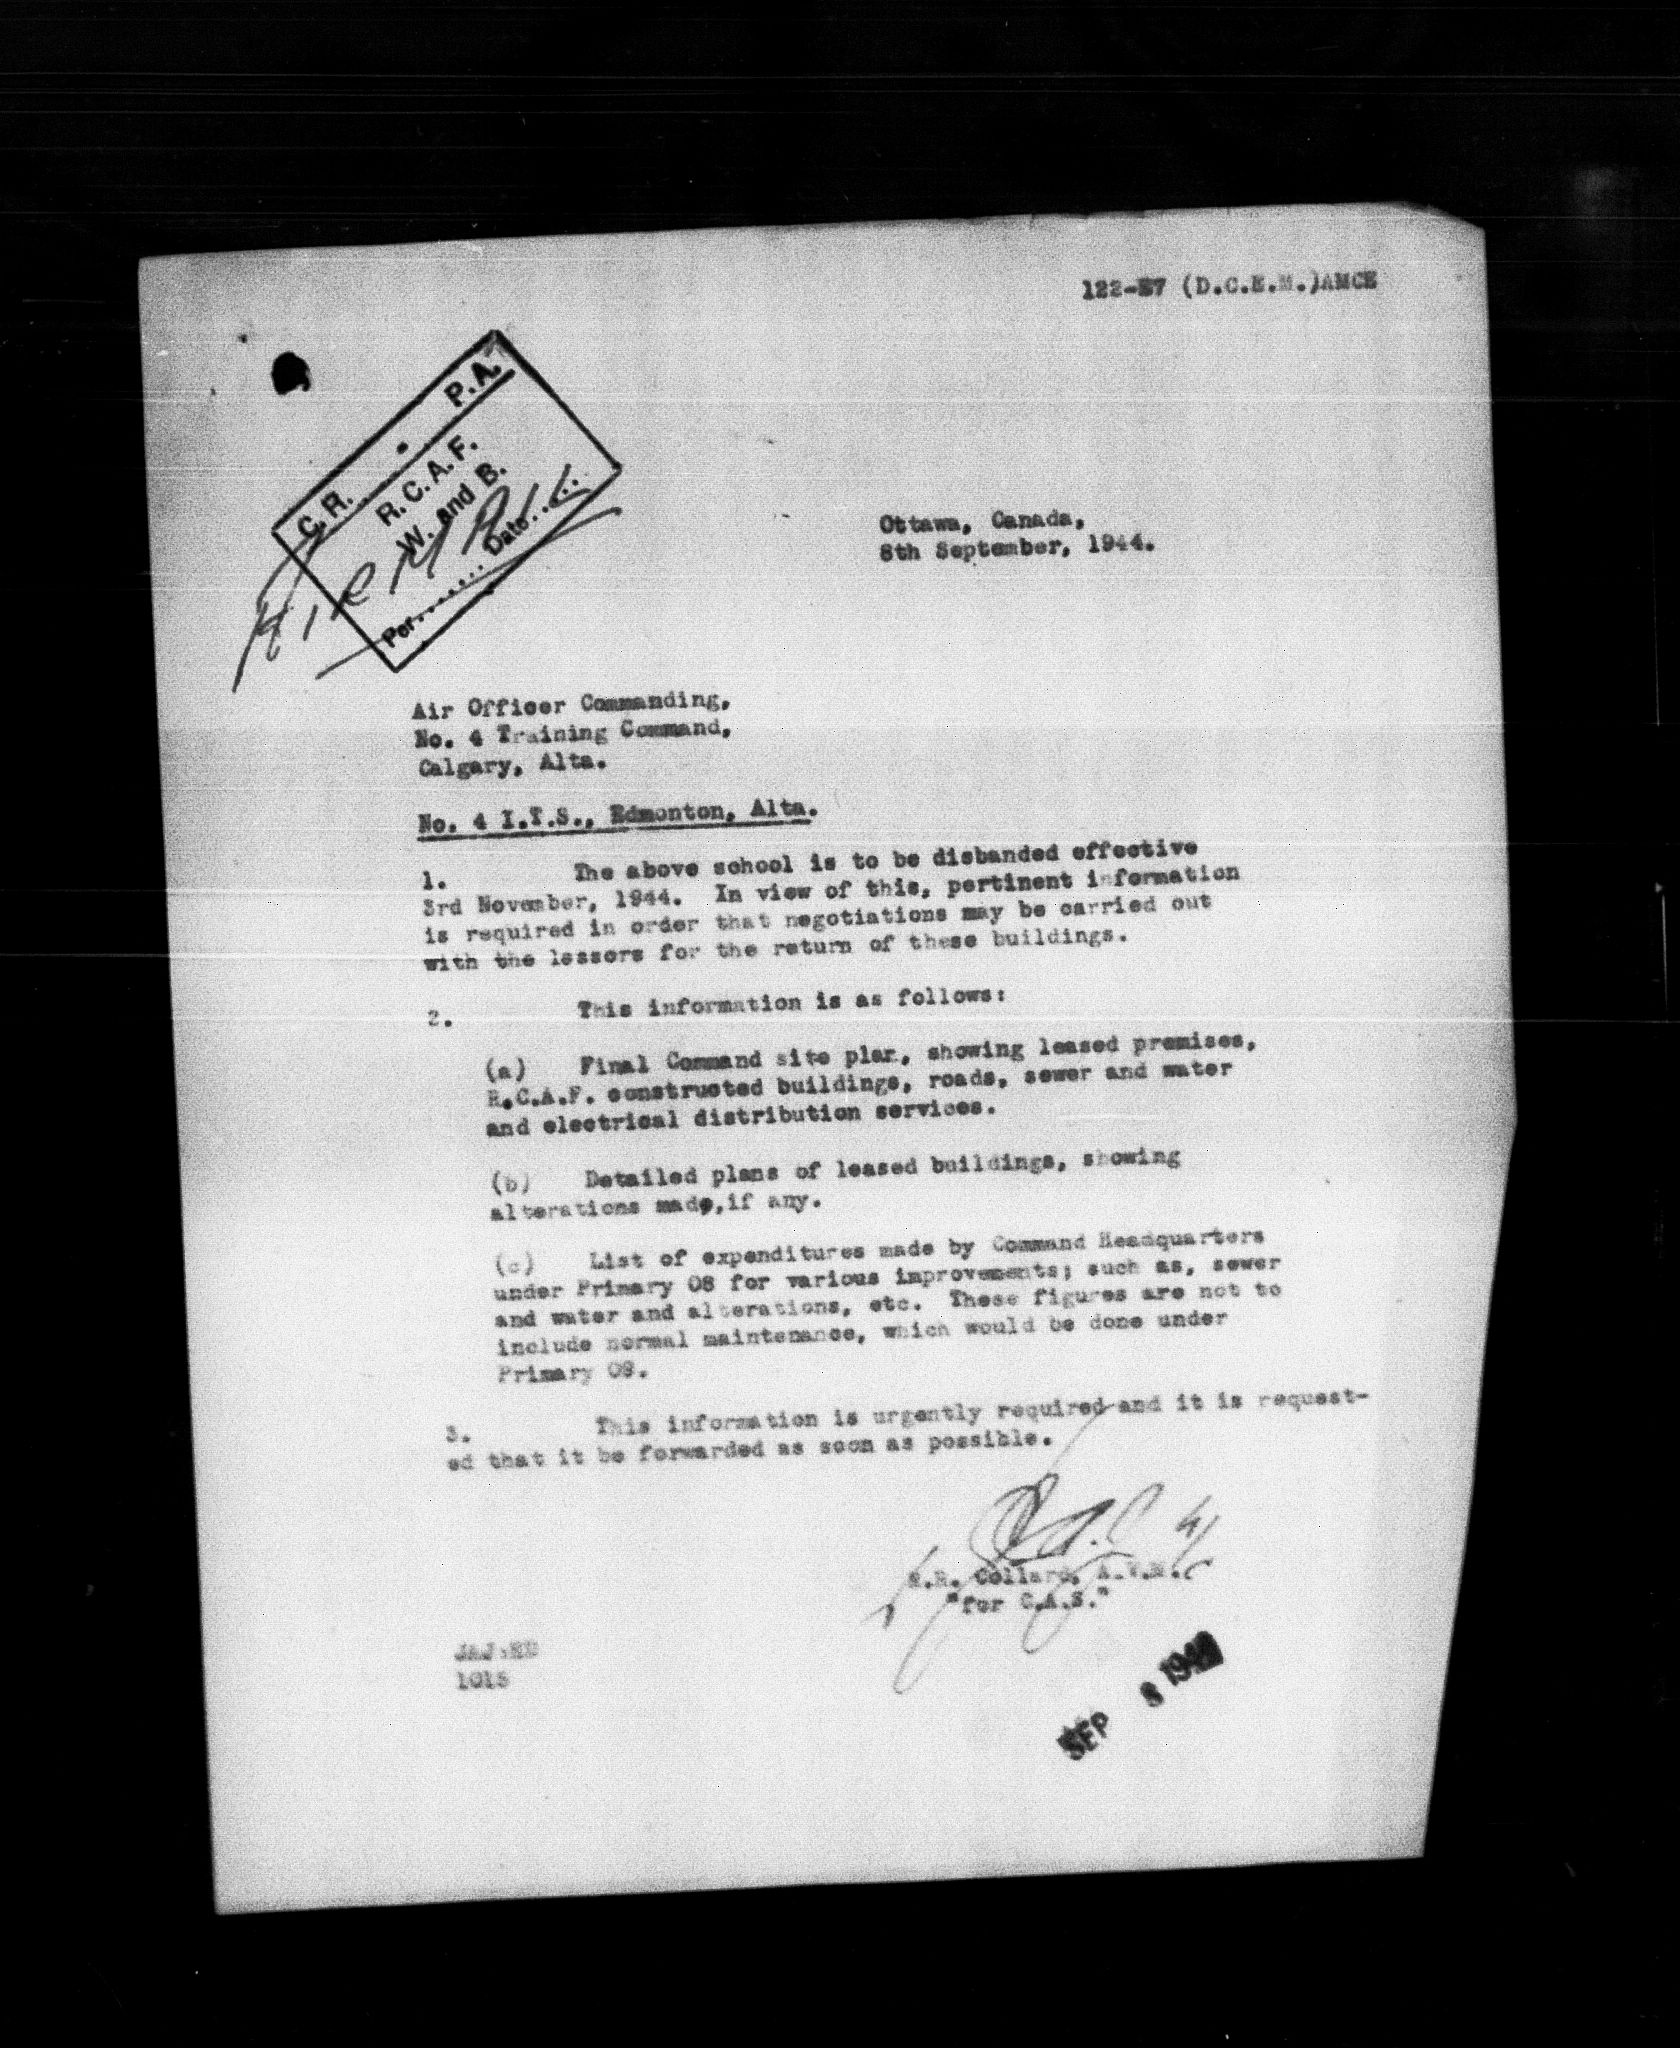 122-E7 (D.C.E.M.)AMCE
C.R. - P.A.
R.C.A.F.
W. and B.
Per........ Date......
AIRMAIL
Ottawa, Canada,
8th September, 1944.
Air Officer Commanding,
No. 4 Training Command,
Calgary, Alta.
No. 4 I.T.S., Edmonton, Alta.
1. The above school is to be disbanded effective
3rd November, 1944. In view of this, pertinent information
is required in order that negotiations may be carried out
with the lessors for the return of these buildings.
2. This information is as follows:
(a) Final Command site plan, showing leased premises,
R.C.A.F. constructed buildings, roads, sewer and water
and electrical distribution services.
(b) Detailed plans of leased buildings, showing
alterations made,if any.
(c) List of expenditures made by Command Headquarters
under Primary 08 for various improvements; such as, sewer
and water and alterations, etc. These figures are not to
include normal maintenance, which would be done under
Primary 09.
3. This information is urgently required and it is request-
ed that it be forwarded as soon as possible.
R.R. Collard, A.V.M.
"for C.A.S."
1015
SEP 8 194